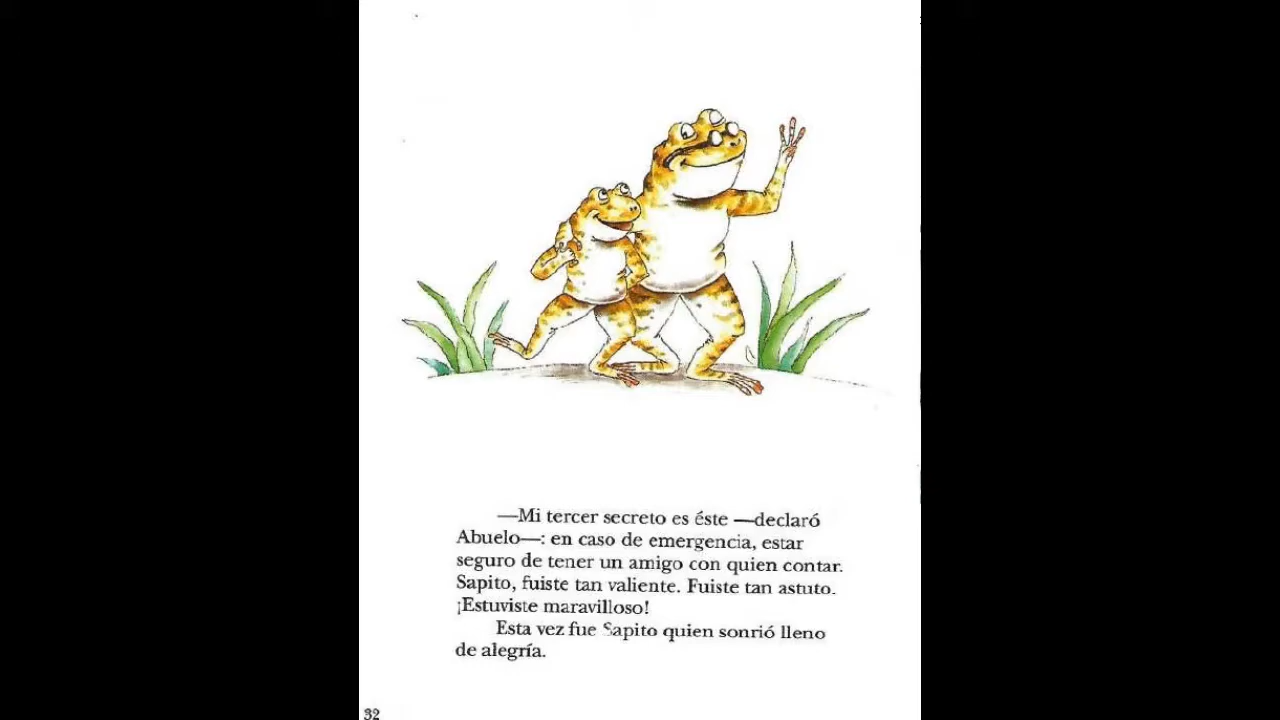 —Mi tercer secreto es éste —declaró
Abuelo—: en caso de emergencia, estar
seguro de tener un amigo con quien contar.
Sapito, fuiste tan valiente. Fuiste tan astuto.
¡Estuviste maravilloso!
Esta vez fue Sapito quien sonrió lleno
de alegría.
32